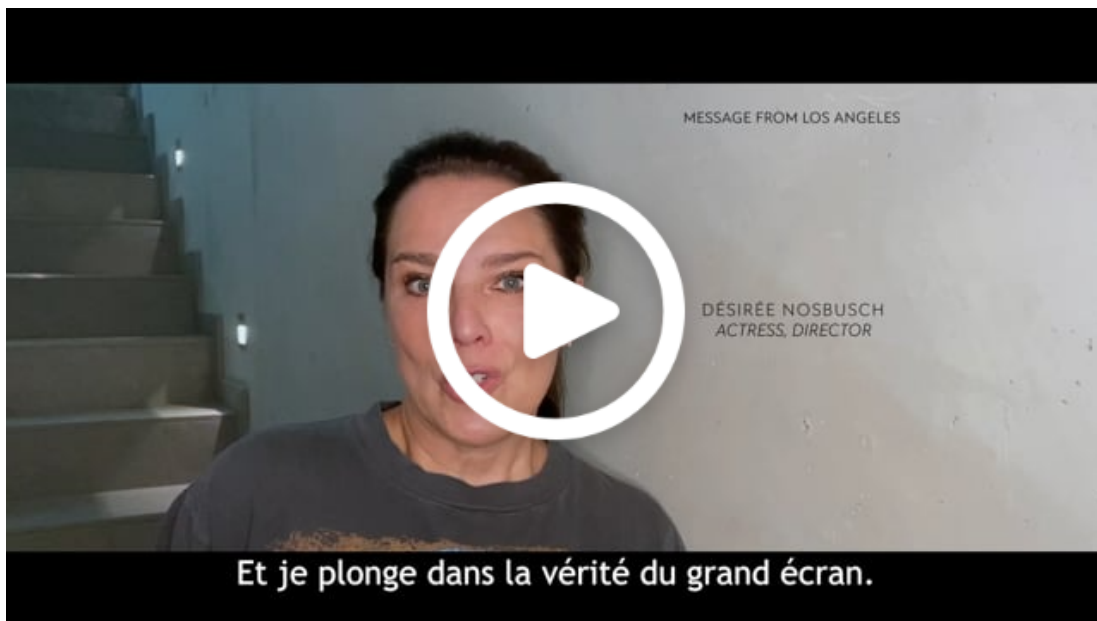 MESSAGE FROM LOS ANGELES
DÉSIRÉE NOSBUSCH
ACTRESS, DIRECTOR
Et je plonge dans la vérité du grand écran.